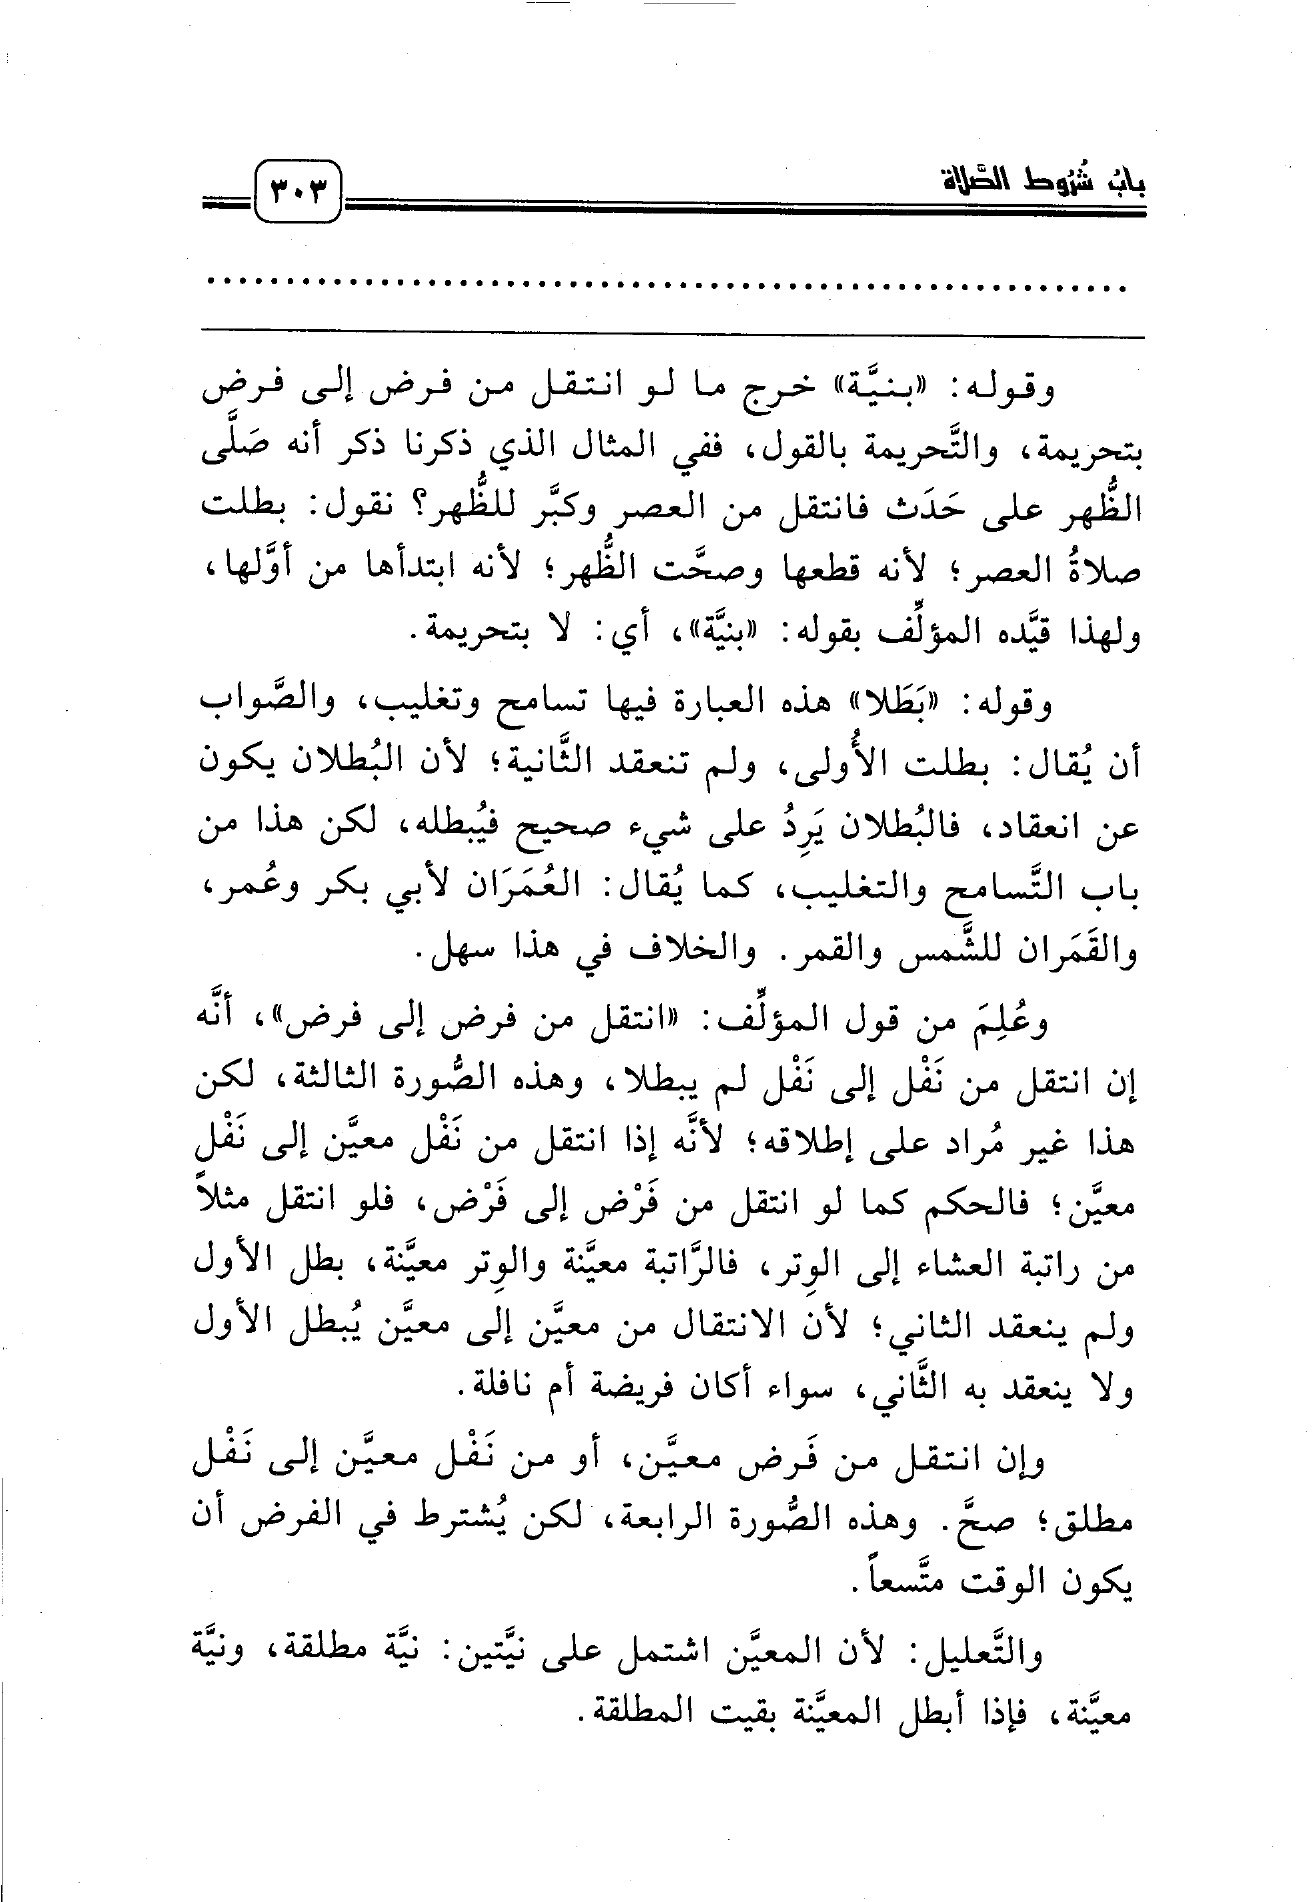 باب شُرُوط الصَّلاة
٣٠٣
..........................................................
وقوله: «بنيَّة» خرج ما لو انتقل من فرض إلى فرض
بتحريمة، والتَّحريمة بالقول، ففي المثال الذي ذكرنا ذكر أنه صَلَّى
الظُّهر على حَدَث فانتقل من العصر وكبَّر للظُّهر؟ نقول: بطلت
صلاةُ العصر؛ لأنه قطعها وصحَّت الظُّهر؛ لأنه ابتدأها من أوَّلها،
ولهذا قيَّده المؤلِّف بقوله: «بنيَّة»، أي: لا بتحريمة.
وقوله: «بَطَلا» هذه العبارة فيها تسامح وتغليب، والصَّواب
أن يُقال: بطلت الأُولى، ولم تنعقد الثَّانية؛ لأن البُطلان يكون
عن انعقاد، فالبُطلان يَرِدُ على شيء صحيح فيُبطله، لكن هذا من
باب التَّسامح والتغليب، كما يُقال: العُمَرَان لأبي بكر وعُمر،
والقَمَران للشَّمس والقمر. والخلاف في هذا سهل.
وعُلِمَ من قول المؤلِّف: «انتقل من فرض إلى فرض»، أنَّه
إن انتقل من نَفْل إلى نَفْل لم يبطلا، وهذه الصُّورة الثالثة، لكن
هذا غير مُراد على إطلاقه؛ لأنَّه إذا انتقل من نَفْل معيَّن إلى نَفْل
معيَّن؛ فالحكم كما لو انتقل من فَرْض إلى فَرْض، فلو انتقل مثلاً
من راتبة العشاء إلى الوِتر، فالرَّاتبة معيَّنة والوِتر معيَّنة، بطل الأول
ولم ينعقد الثاني؛ لأن الانتقال من معيَّن إلى معيَّن يُبطل الأول
ولا ينعقد به الثَّاني، سواء أكان فريضة أم نافلة.
وإن انتقل من فَرض معيَّن، أو من نَفْل معيَّن إلى نَفْل
مطلق؛ صحَّ. وهذه الصُّورة الرابعة، لكن يُشترط في الفرض أن
يكون الوقت متَّسعاً.
والتَّعليل: لأن المعيَّن اشتمل على نيَّتين: نيَّة مطلقة، ونيَّة
معيَّنة، فإذا أبطل المعيَّنة بقيت المطلقة.